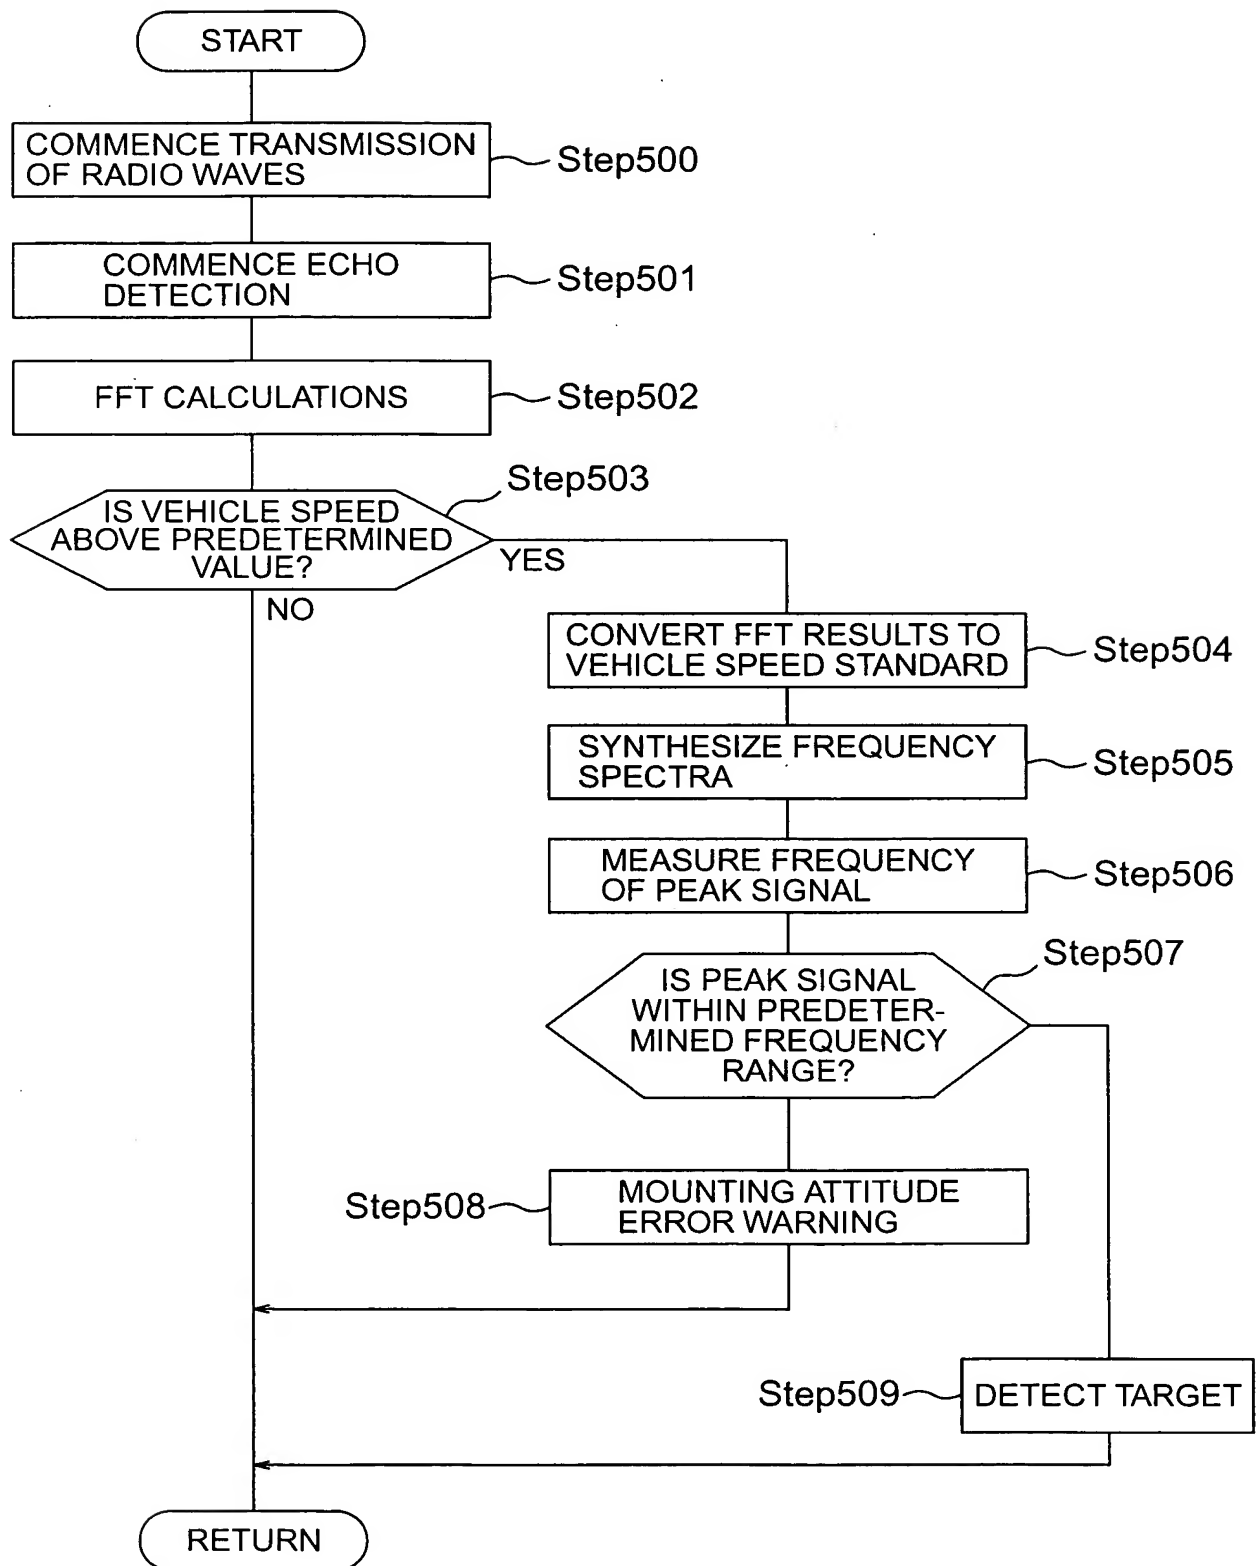 START
COMMENCE TRANSMISSION
OF RADIO WAVES
Step500
COMMENCE ECHO
DETECTION
Step501
FFT CALCULATIONS
Step502
Step503
IS VEHICLE SPEED
ABOVE PREDETERMINED
VALUE?
YES
NO
CONVERT FFT RESULTS TO
VEHICLE SPEED STANDARD
Step504
SYNTHESIZE FREQUENCY
SPECTRA
Step505
MEASURE FREQUENCY
OF PEAK SIGNAL
Step506
Step507
IS PEAK SIGNAL
WITHIN PREDETER-
MINED FREQUENCY
RANGE?
Step508
MOUNTING ATTITUDE
ERROR WARNING
Step509
DETECT TARGET
RETURN